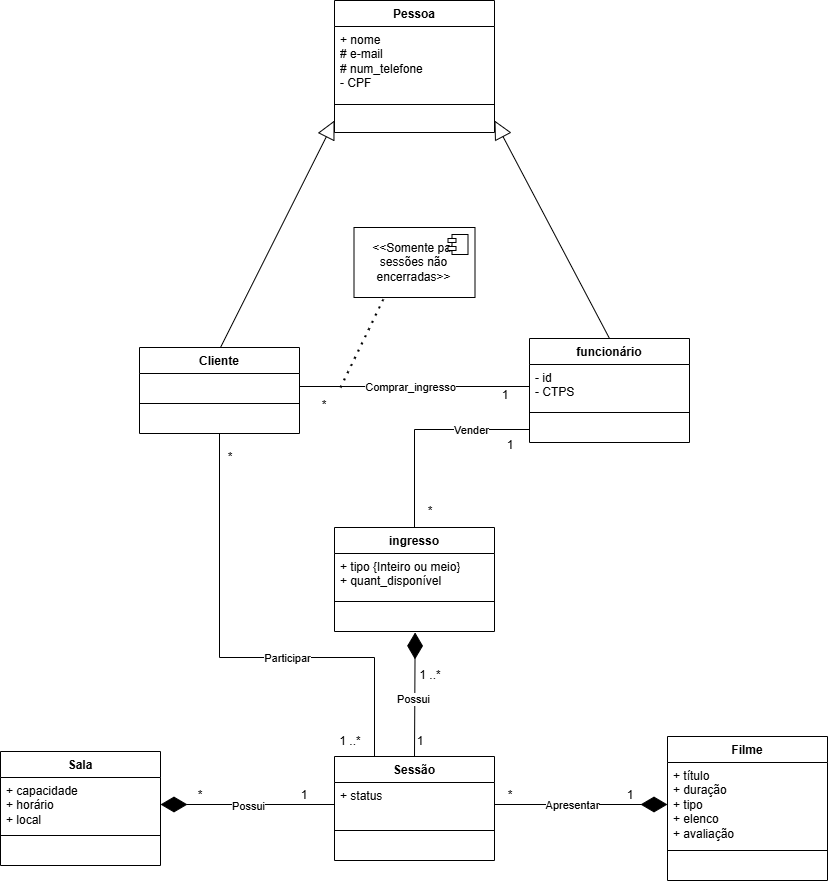 Pessoa
+ nome
# e-mail
# num_telefone
- CPF
<<Somente pa
sessões não
encerradas>>
Cliente
funcionário
- id
- CTPS
Comprar_ingresso
*
1
Vender
1
*
*
ingresso
+ tipo {Inteiro ou meio}
+ quant_disponível
Participar
1 ..*
Possui
1 ..*
1
Sala
+ capacidade
+ horário
+ local
*
Possui
1
Sessão
+ status
*
Apresentar
1
Filme
+ título
+ duração
+ tipo
+ elenco
+ avaliação